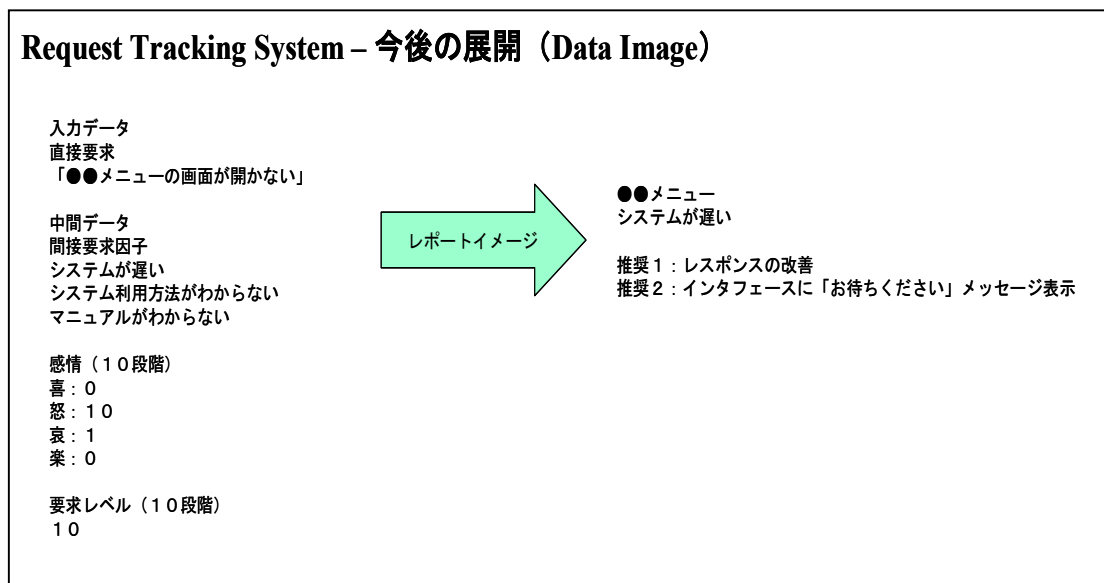 Request Tracking System – 今後の展開（Data Image）
入力データ
直接要求
「●●メニューの画面が開かない」
中間データ
間接要求因子
システムが遅い
システム利用方法がわからない
マニュアルがわからない
感情（１０段階）
喜：０
怒：１０
哀：１
楽：０
要求レベル（１０段階）
１０
レポートイメージ
●●メニュー
システムが遅い
推奨１：レスポンスの改善
推奨２：インタフェースに「お待ちください」メッセージ表示